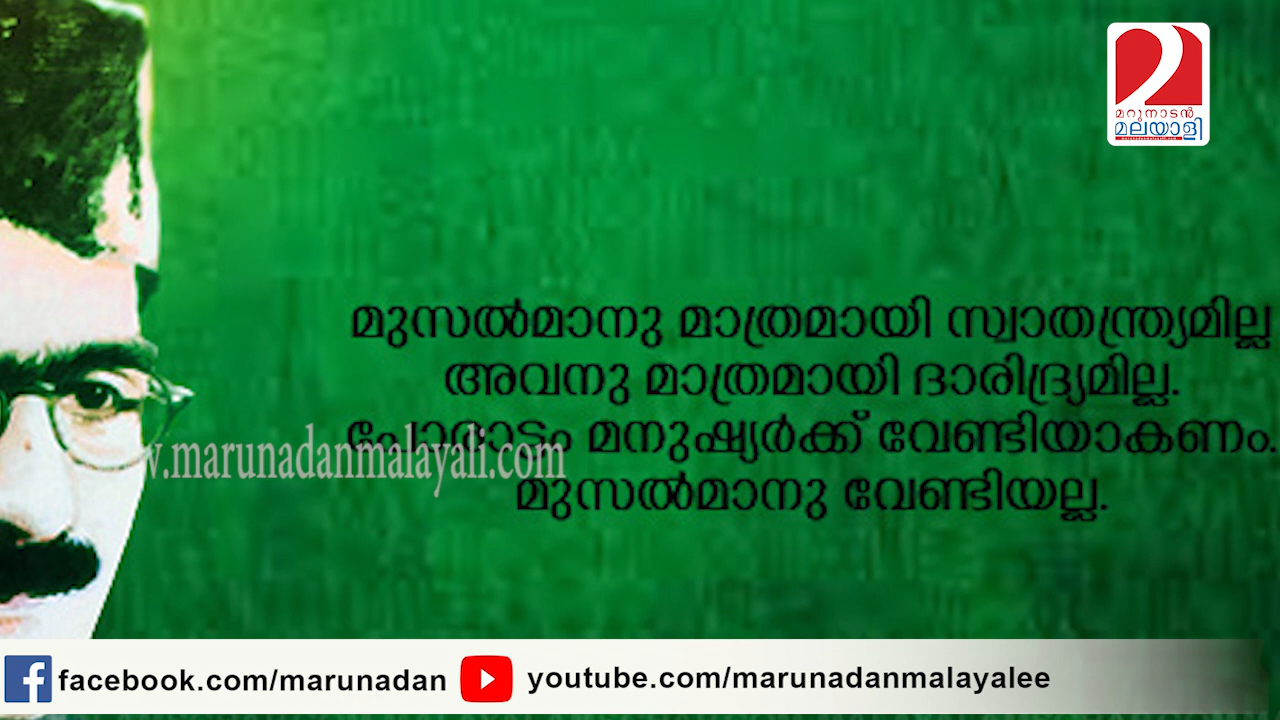 മറുനാടൻ
മലയാളി
മുസൽമാനു മാത്രമായി സ്വാതന്ത്ര്യമില്ല
അവനു മാത്രമായി ദാരിദ്ര്യമില്ല.
പോരാട്ടം മനുഷ്യർക്ക് വേണ്ടിയാകണം.
www.marunadanmalayali.com
മുസൽമാനു വേണ്ടിയല്ല.
facebook.com/marunadan
youtube.com/marunadanmalayalee